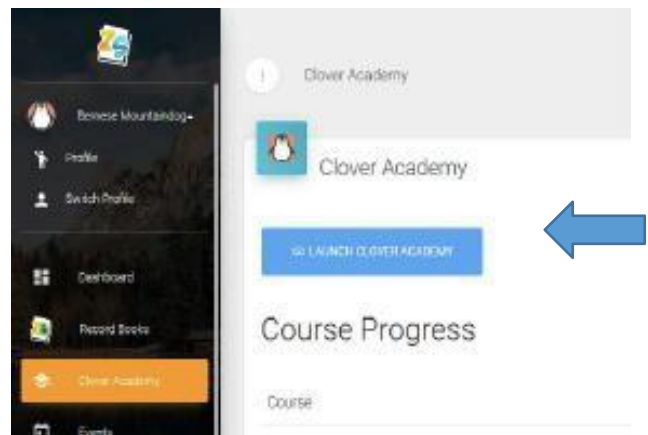 Bernese Mountaindog
Profile
Switch Profile
Dashboard
Record Books
Clover Academy
Events
Clover Academy
Clover Academy
LAUNCH CLOVER ACADEMY
Course Progress
Course